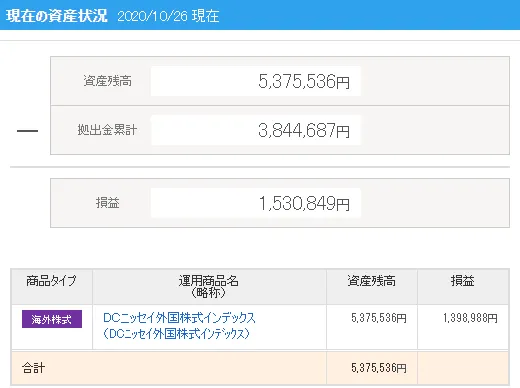 現在の資産状況 2020/10/26 現在
資産残高 5,375,536円
― 拠出金累計 3,844,687円
損益 1,530,849円
商品タイプ 運用商品名 資産残高 損益
(略称)
海外株式 DCニッセイ外国株式インデックス 5,375,536円 1,398,988円
(DCニッセイ外国株式インデックス)
合計 5,375,536円